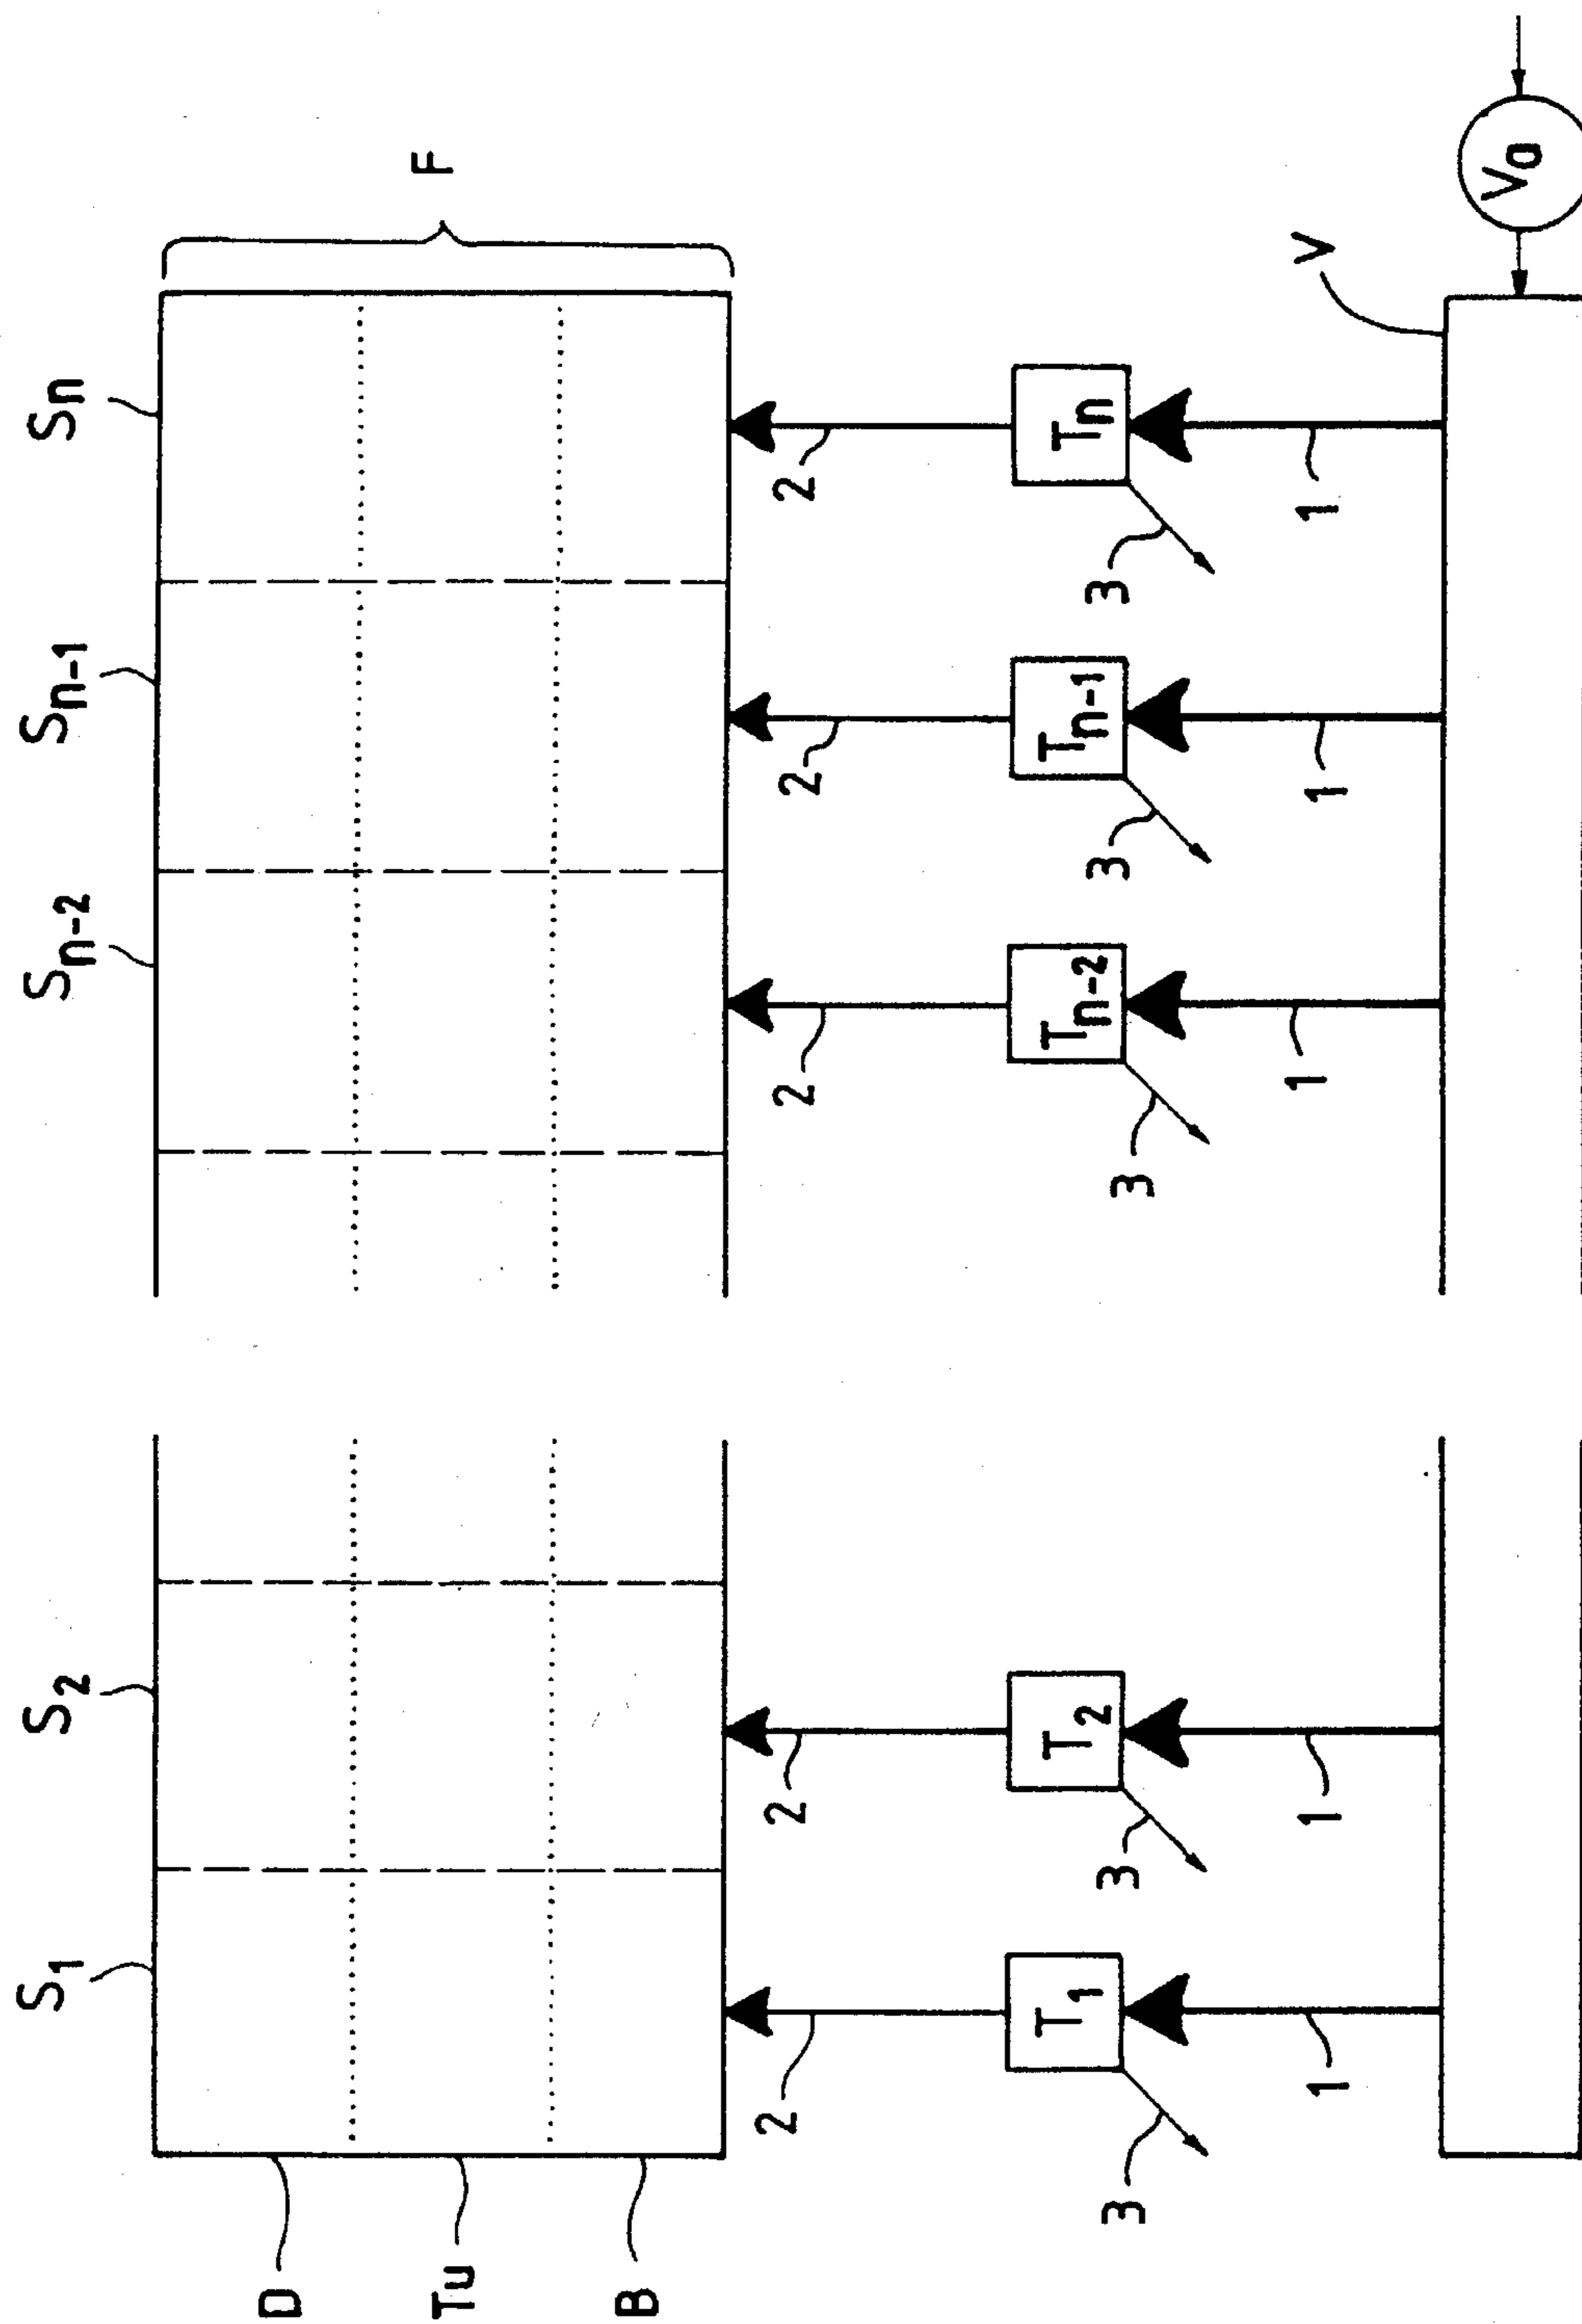 S₁ S₂ Sₙ₋₂ Sₙ₋₁ Sₙ
D
Tu
B
F
2 2 2 2 2
T₁ T₂ Tₙ₋₂ Tₙ₋₁ Tₙ
3 3 3 3 3
1 1 1 1 1
V
Va